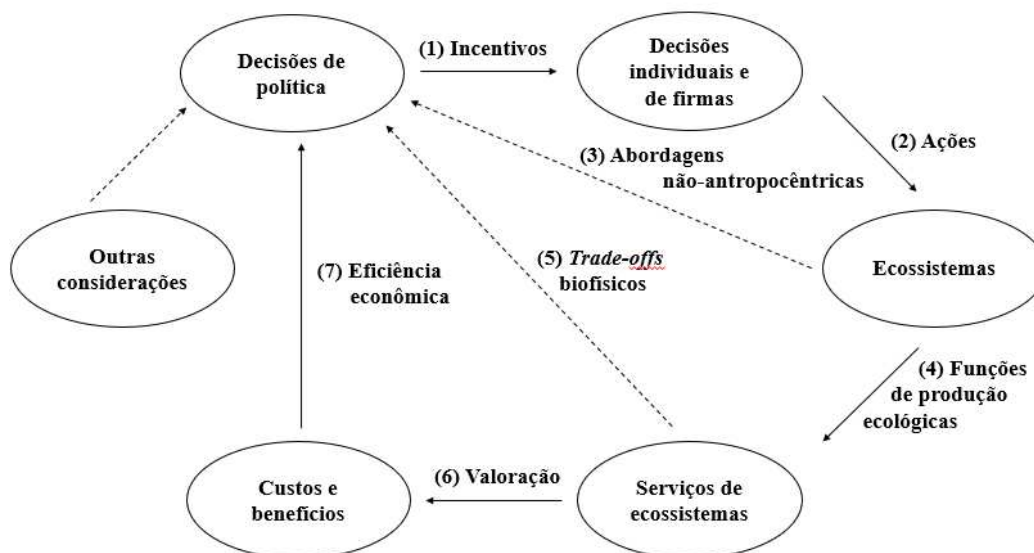 Decisões de
política
(1) Incentivos
Decisões
individuais e
de firmas
(2) Ações
(3) Abordagens
não-antropocêntricas
Outras
considerações
(7) Eficiência
econômica
(5) Trade-offs
biofísicos
Ecossistemas
(4) Funções
de produção
ecológicas
Custos e
benefícios
(6) Valoração
Serviços de
ecossistemas